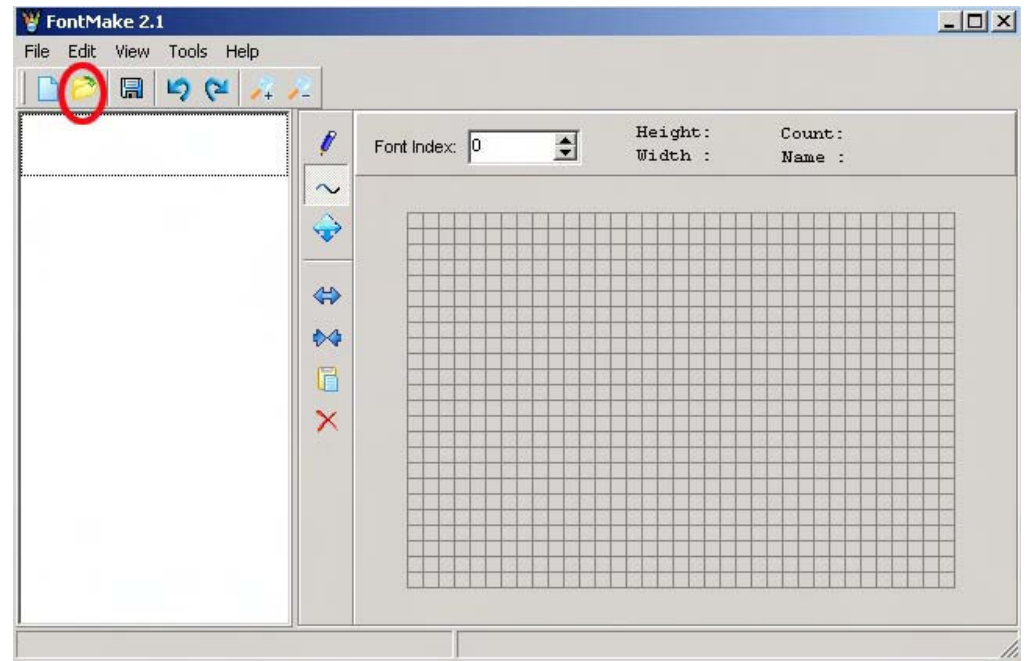 FontMake 2.1
File Edit View Tools Help
Font Index: 0
Height:
Width :
Count:
Name :